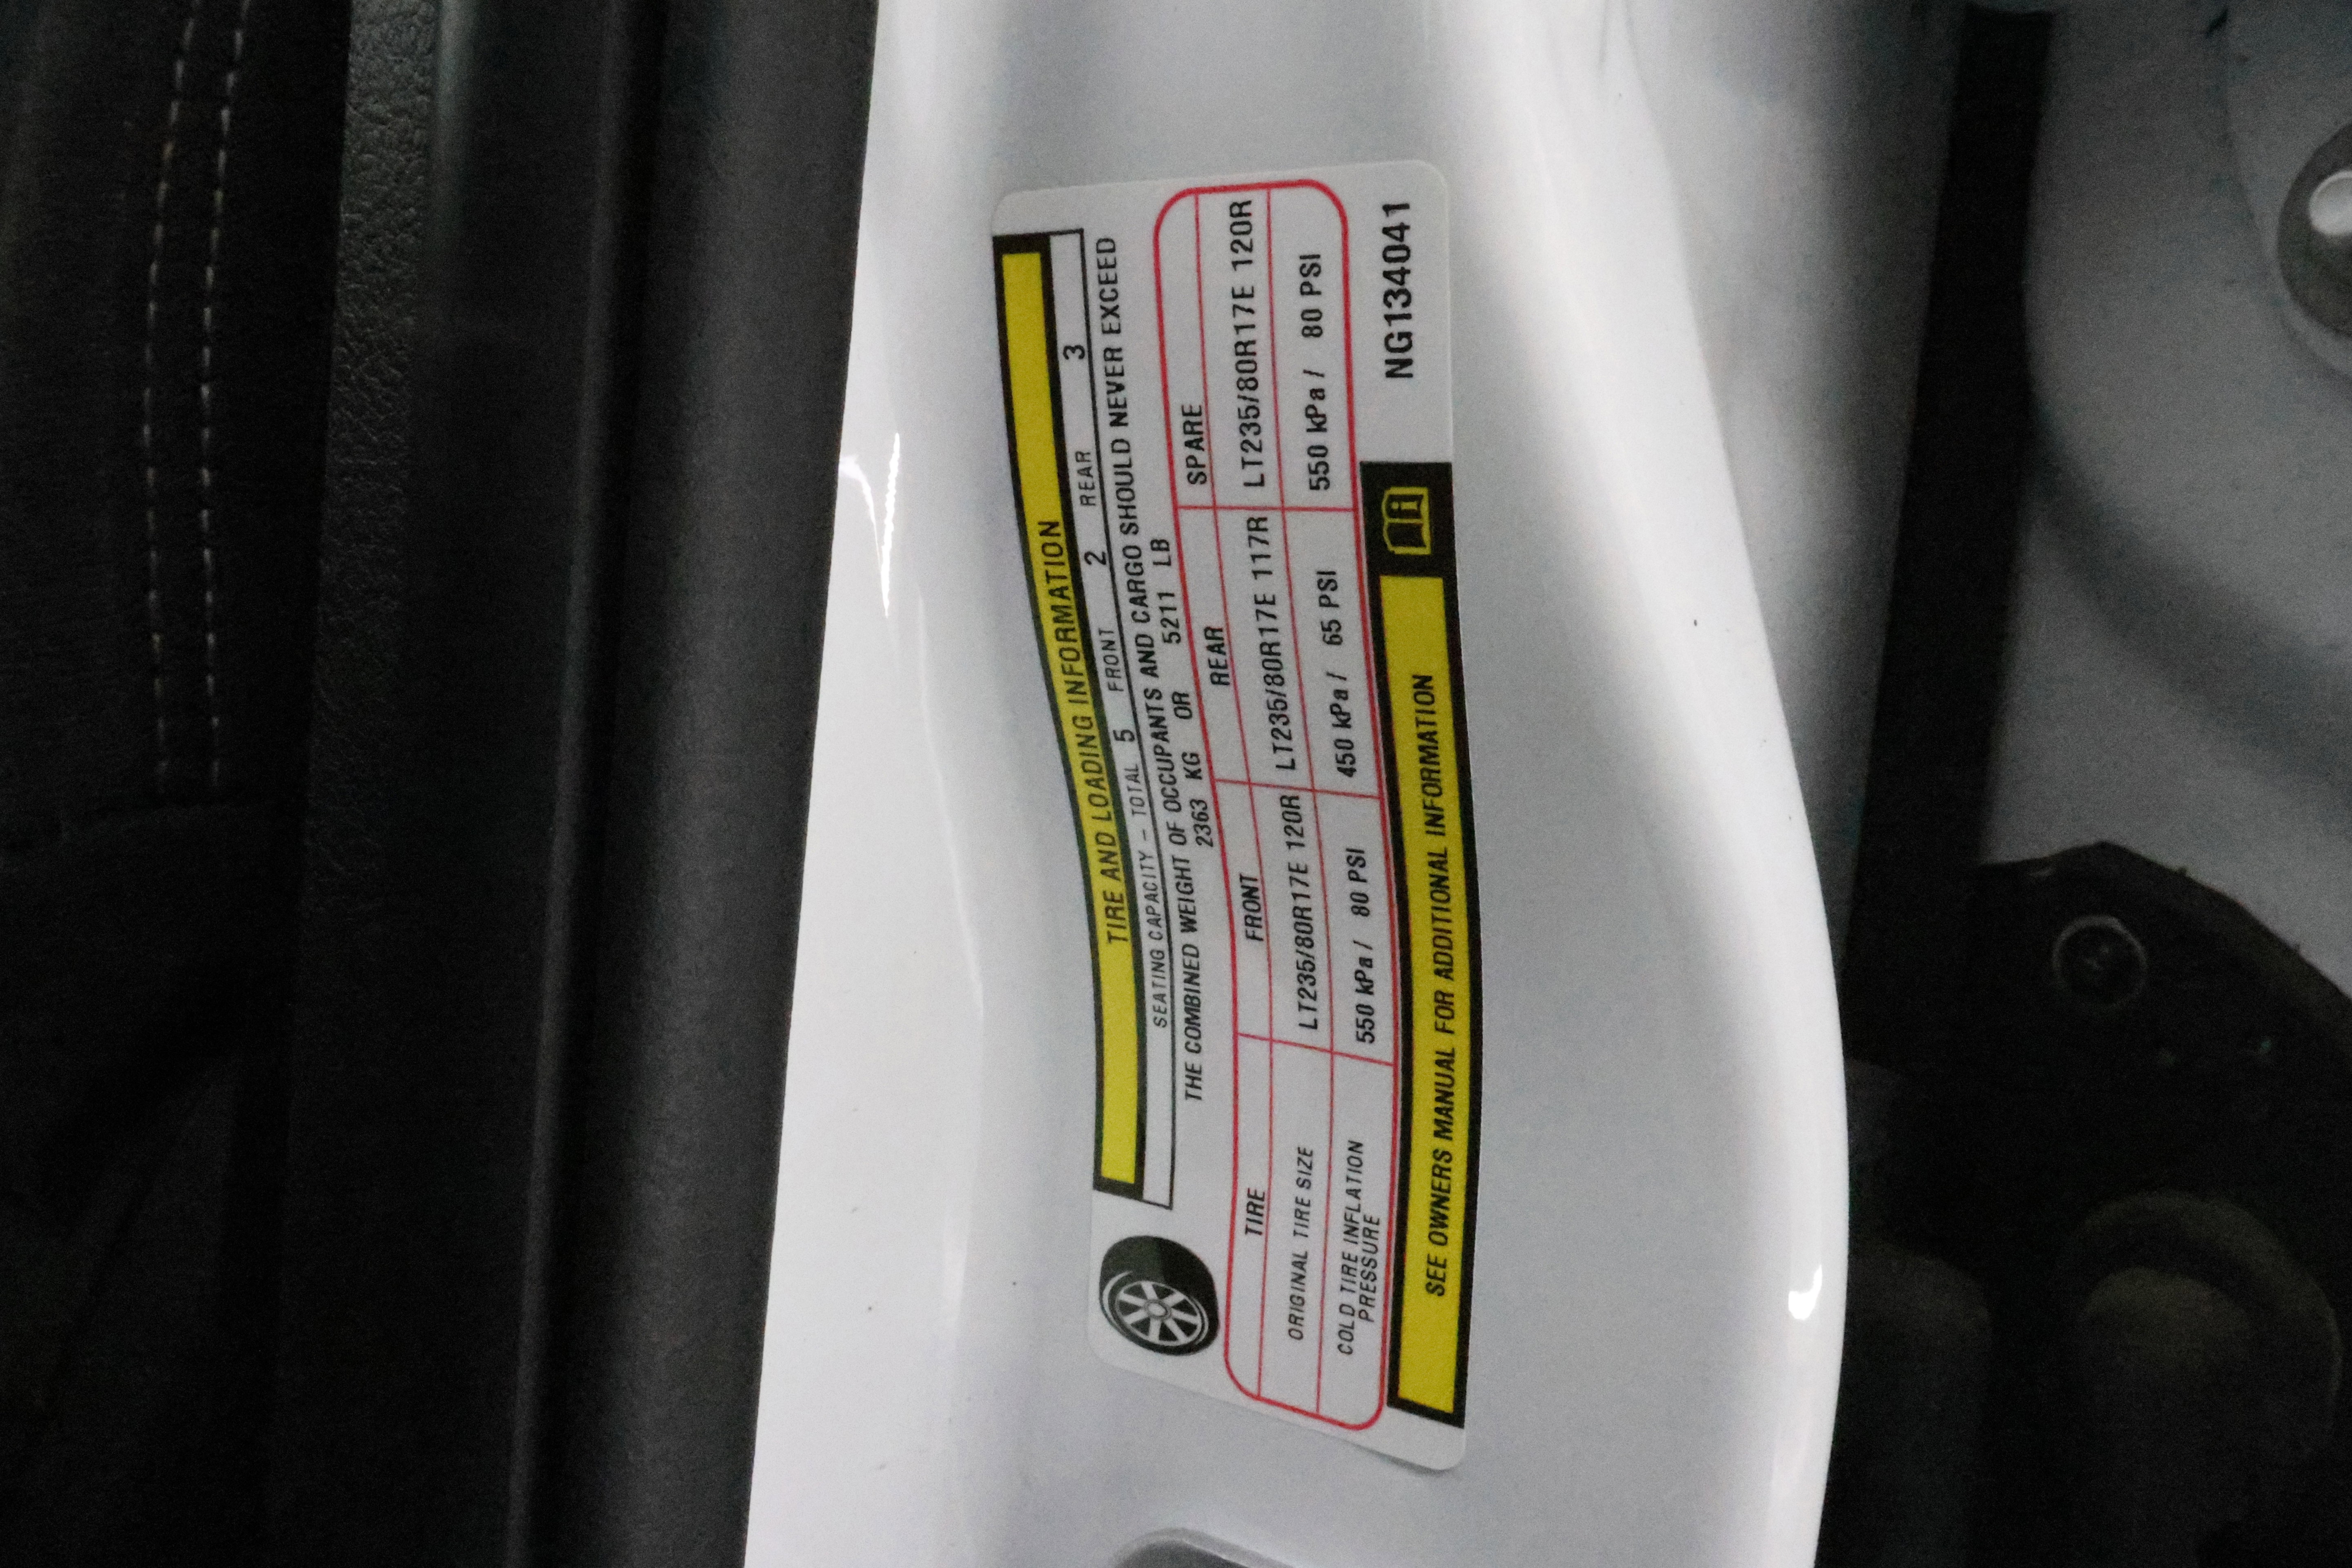 TIRE AND LOADING INFORMATION
SEATING CAPACITY - TOTAL 5 FRONT 2 REAR 3
THE COMBINED WEIGHT OF OCCUPANTS AND CARGO SHOULD NEVER EXCEED
2363 KG OR 5211 LB
TIRE FRONT REAR SPARE
ORIGINAL TIRE SIZE LT235/80R17E 120R LT235/80R17E 117R LT235/80R17E 120R
COLD TIRE INFLATION
PRESSURE 550 kPa / 80 PSI 450 kPa / 65 PSI 550 kPa / 80 PSI
SEE OWNERS MANUAL FOR ADDITIONAL INFORMATION
NG134041